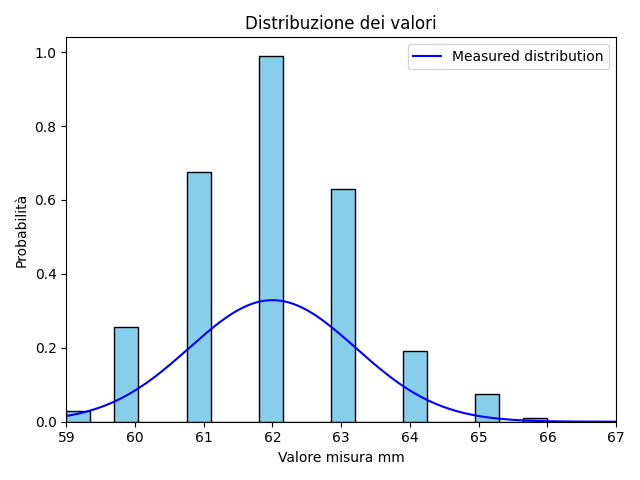 Distribuzione dei valori
Measured distribution
Probabilità
1.0
0.8
0.6
0.4
0.2
0.0
59 60 61 62 63 64 65 66 67
Valore misura mm